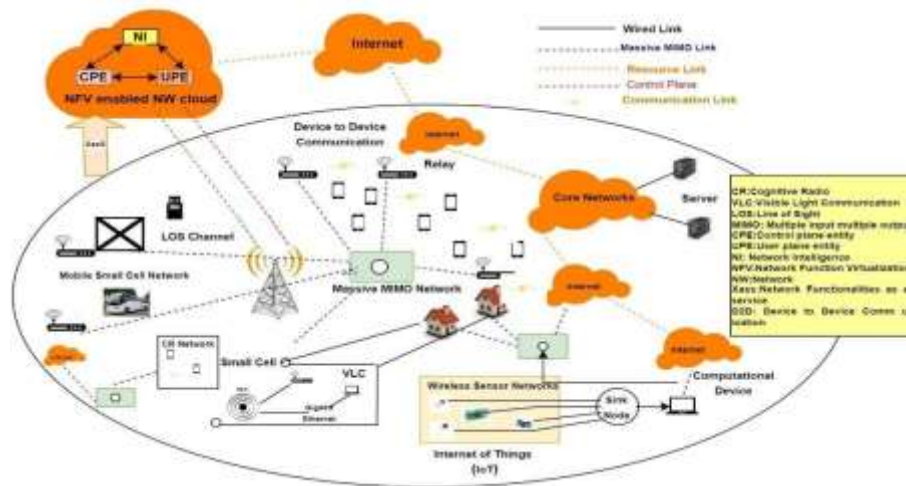 NI
CPE
UPE
NFV enabled NW cloud
Internet
Wired Link
Massive MIMO Link
Resource Link
Control Plane
Communication Link
Device to Device
Communication
Relay
Internet
Core Networks
Server
LOS Channel
Mobile Small Cell Network
Massive MIMO Network
Internet
CR Network
Small Cell
VLC
Ethernet
Internet
Computational
Device
Wireless Sensor Networks
Sink
Node
Internet of Things
(IoT)
CR:Cognitive Radio
VLC:Visible Light Communication
LOS:Line of Sight
MIMO: Multiple input multiple output
CPE:Control plane entity
UPE:User plane entity
NI: Network Intelligence
NFV:Network Function Virtualization
NW:Network
Xaas:Network Functionalities as a
service
D2D: Device to Device Comm u
ication